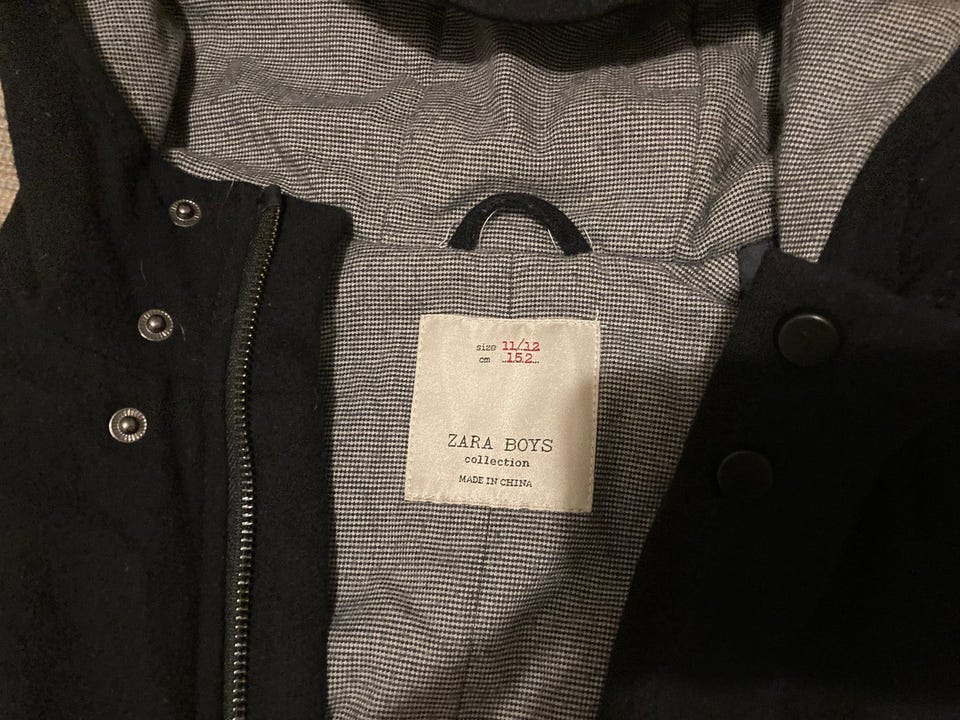 size 11/12
cm 152
ZARA BOYS
collection
MADE IN CHINA